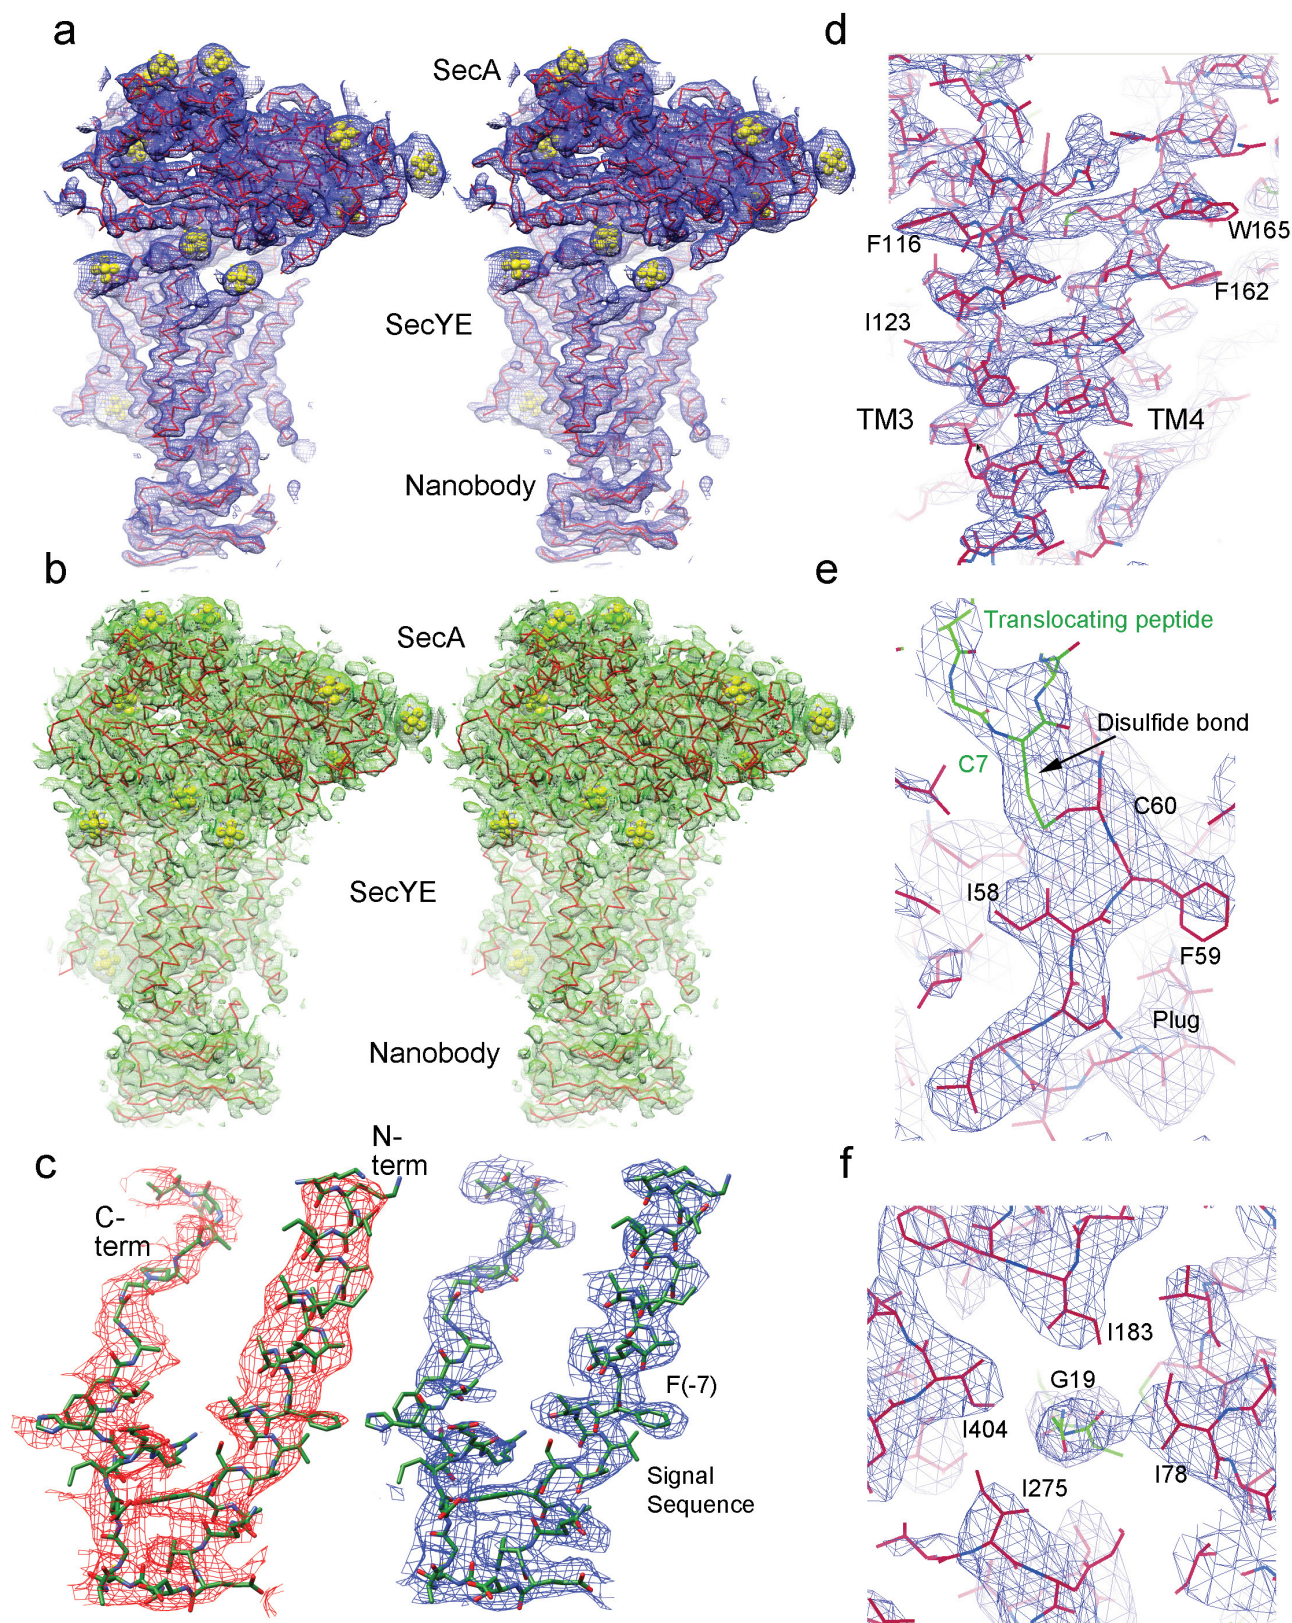 a
SecA
SecYE
Nanobody
b
SecA
SecYE
Nanobody
c
N-
term
C-
term
F(-7)
Signal
Sequence
d
F116
W165
F162
I123
TM3
TM4
e
Translocating peptide
Disulfide bond
C7
C60
I58
F59
Plug
f
I183
G19
I404
I78
I275